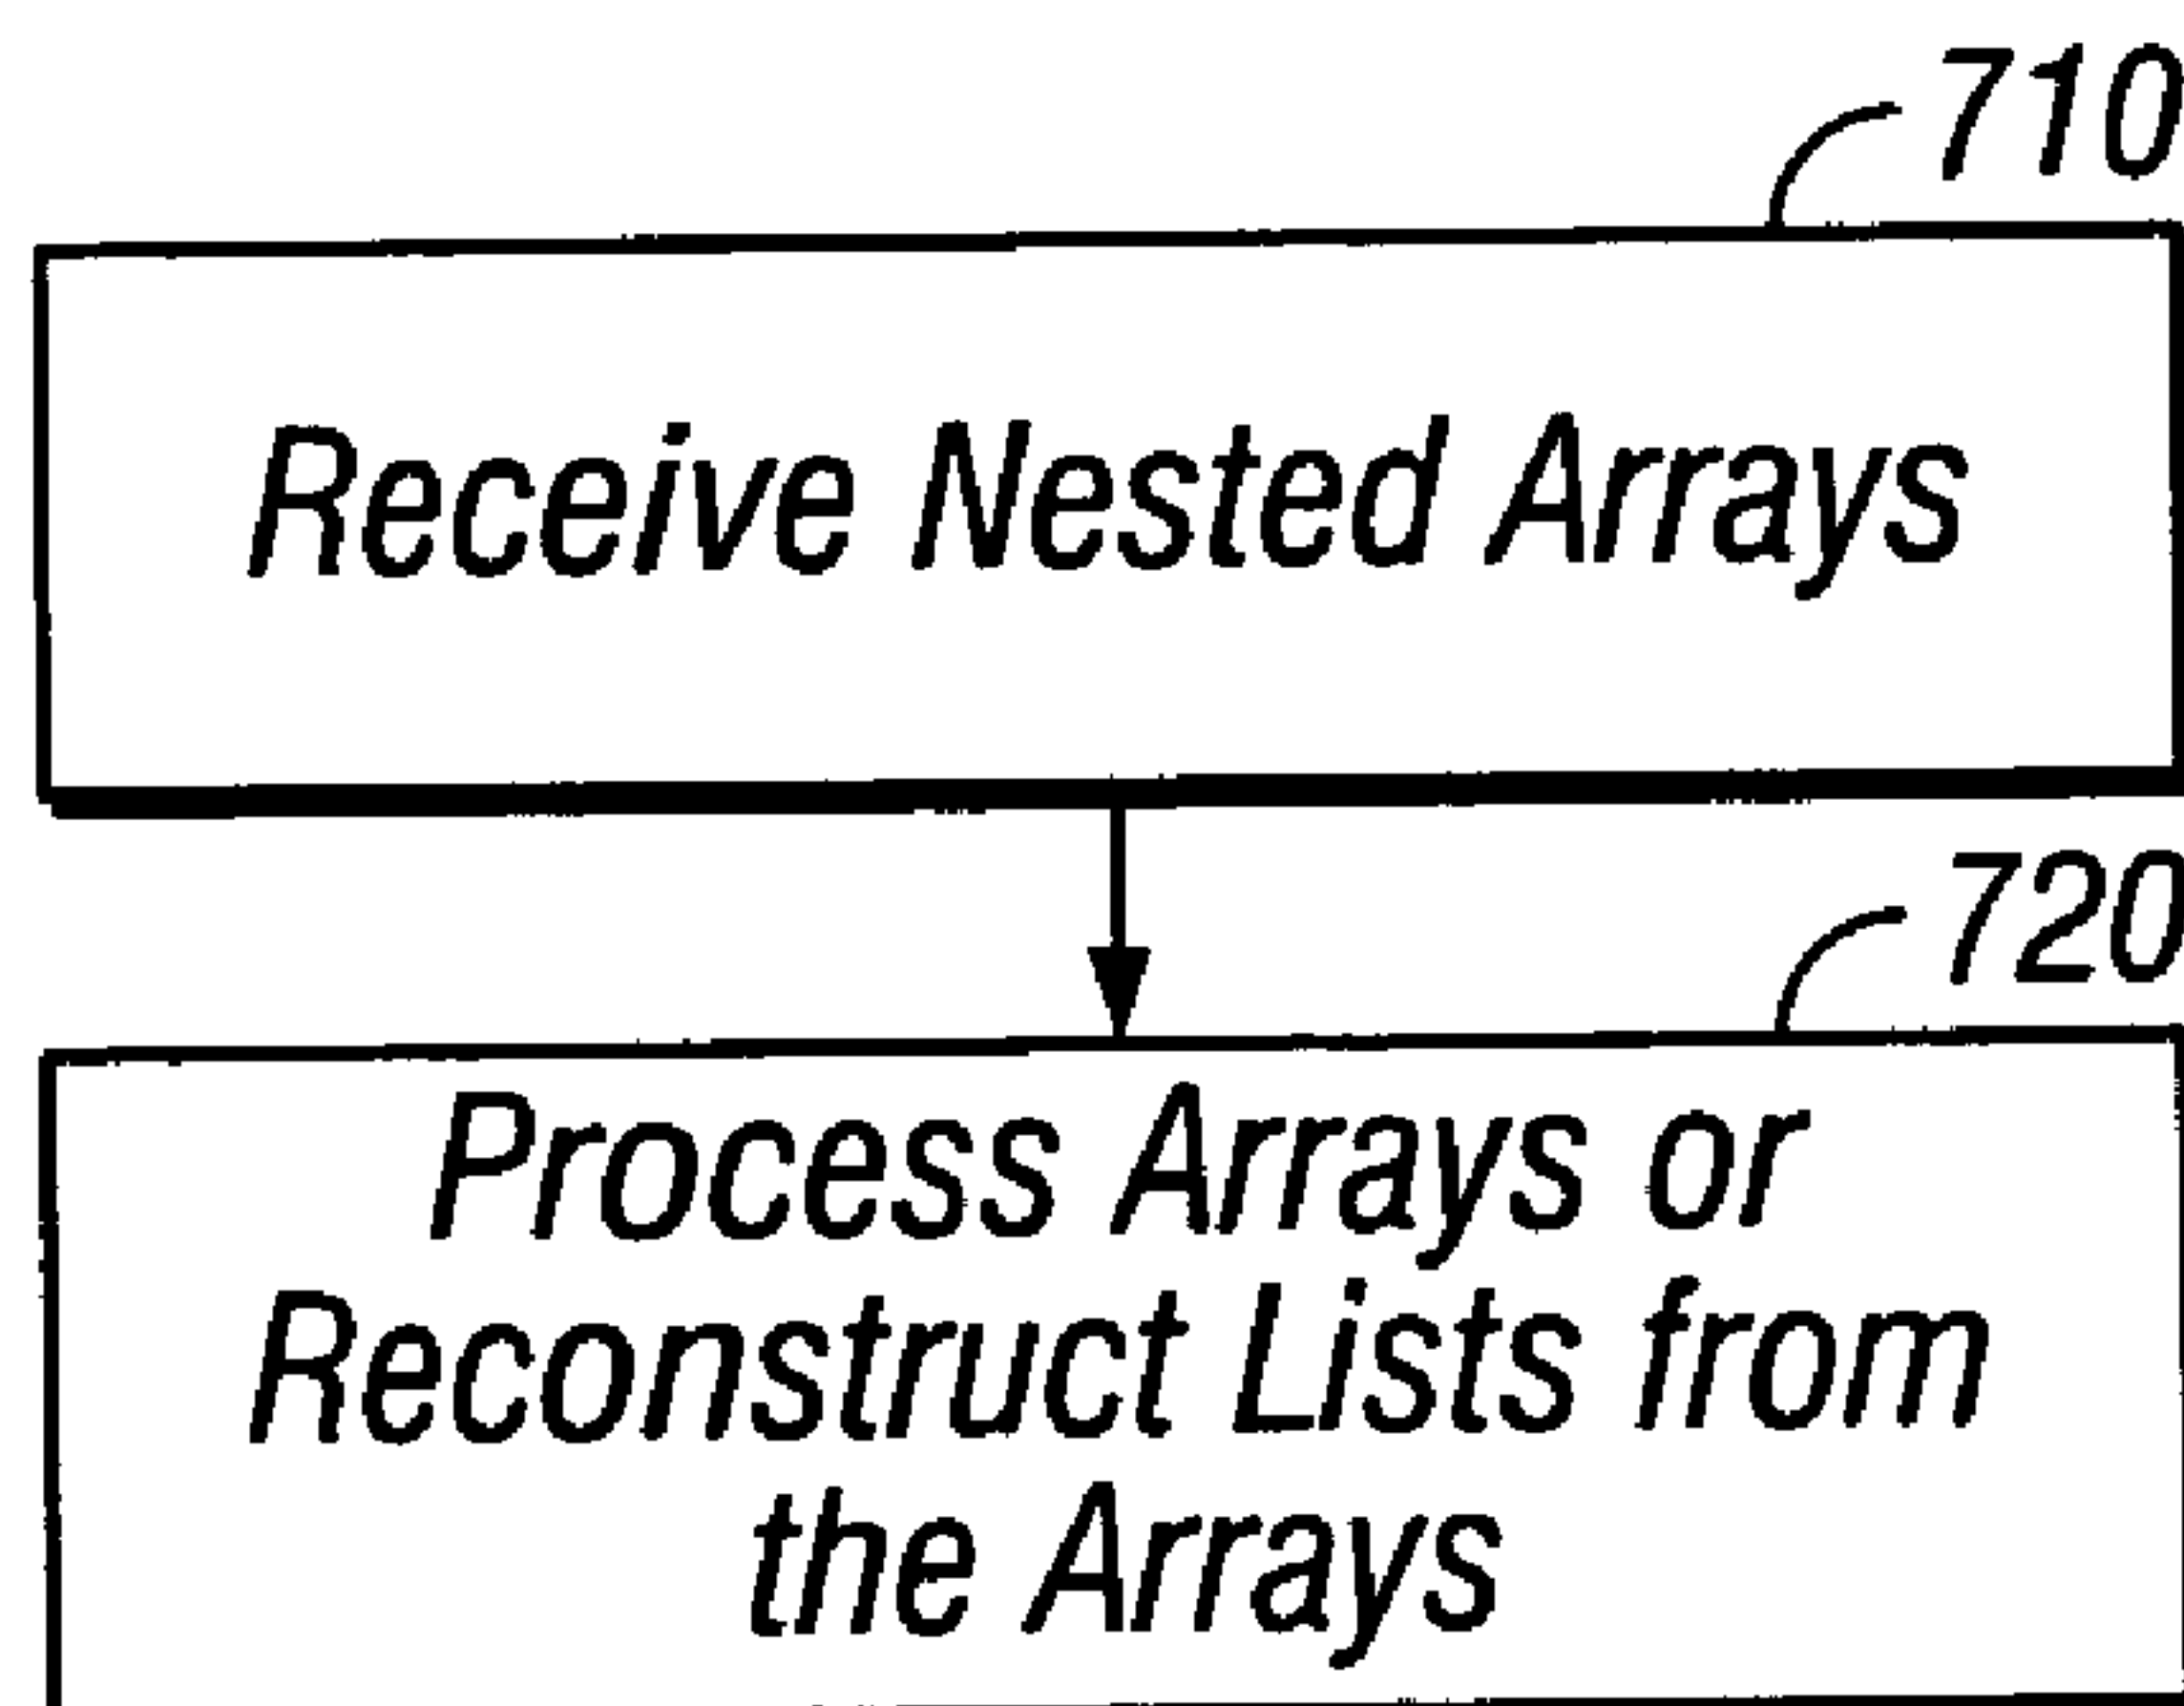 710
Receive Nested Arrays
720
Process Arrays or
Reconstruct Lists from
the Arrays